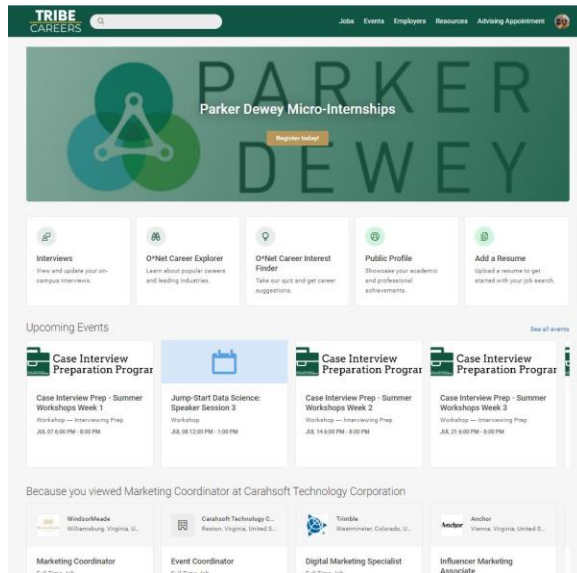 TRIBE
CAREERS
Jobs Events Employers Resources Advising Appointment
PARKER
DEWEY
Parker Dewey Micro-Internships
Register today!
Interviews
View and update your on-
campus interviews.
O*Net Career Explorer
Learn about popular careers
and leading industries.
O*Net Career Interest
Finder
Take our quiz and get career
suggestions.
Public Profile
Showcase your academic
and professional
achievements.
Add a Resume
Upload a resume to get
started with your job search.
Upcoming Events
See all events
Case Interview
Preparation Progra
Case Interview Prep - Summer
Workshops Week 1
Workshop — Interviewing Prep
JUL 07 6:00 PM - 8:00 PM
Jump-Start Data Science:
Speaker Session 3
Workshop
JUL 08 12:00 PM - 1:00 PM
Case Interview
Preparation Progra
Case Interview Prep - Summer
Workshops Week 2
Workshop — Interviewing Prep
JUL 14 6:00 PM - 8:00 PM
Case Interview
Preparation Progra
Case Interview Prep - Summer
Workshops Week 3
Workshop — Interviewing Prep
JUL 21 6:00 PM - 8:00 PM
Because you viewed Marketing Coordinator at Carahsoft Technology Corporation
WindsorMeade
Williamsburg, Virginia, U...
Marketing Coordinator
Carahsoft Technology C...
Reston, Virginia, United S...
Event Coordinator
Trimble
Westminster, Colorado, U...
Digital Marketing Specialist
Anchor
Anchor
Vienna, Virginia, United S...
Influencer Marketing
Associate